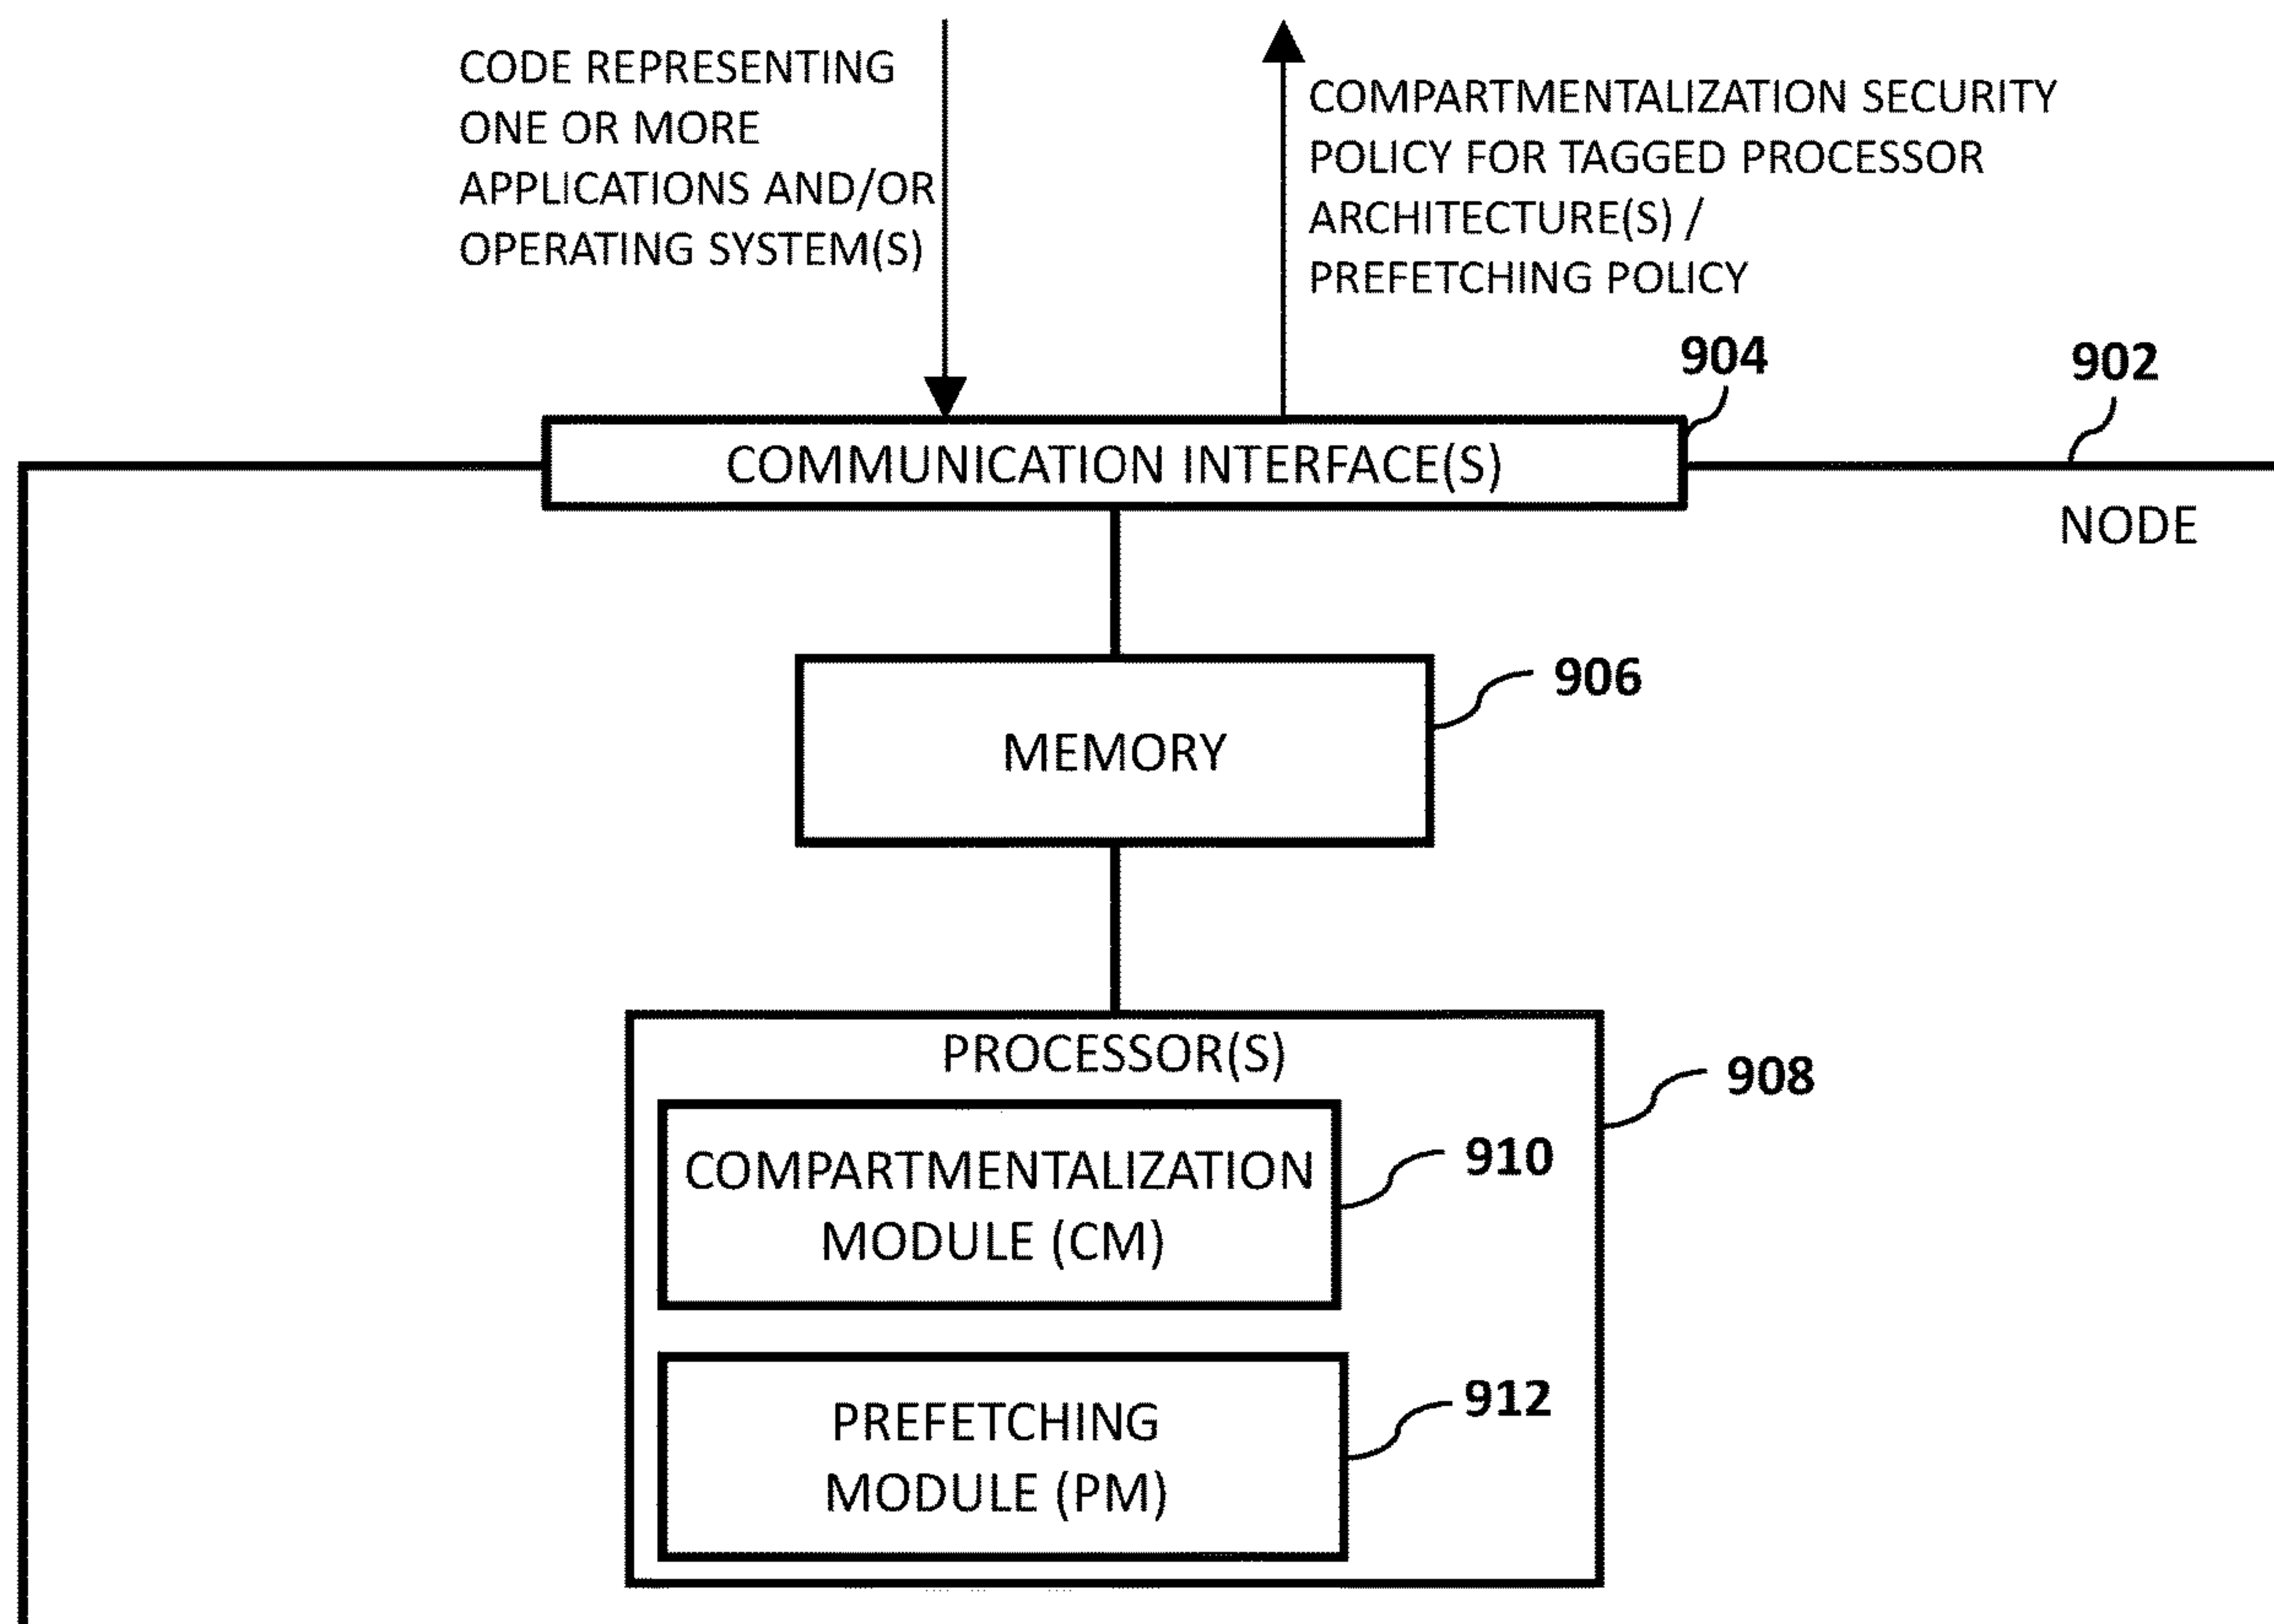 CODE REPRESENTING
ONE OR MORE
APPLICATIONS AND/OR
OPERATING SYSTEM(S)
COMPARTMENTALIZATION SECURITY
POLICY FOR TAGGED PROCESSOR
ARCHITECTURE(S) /
PREFETCHING POLICY
904
902
COMMUNICATION INTERFACE(S)
NODE
906
MEMORY
PROCESSOR(S)
908
COMPARTMENTALIZATION
MODULE (CM)
910
PREFETCHING
MODULE (PM)
912